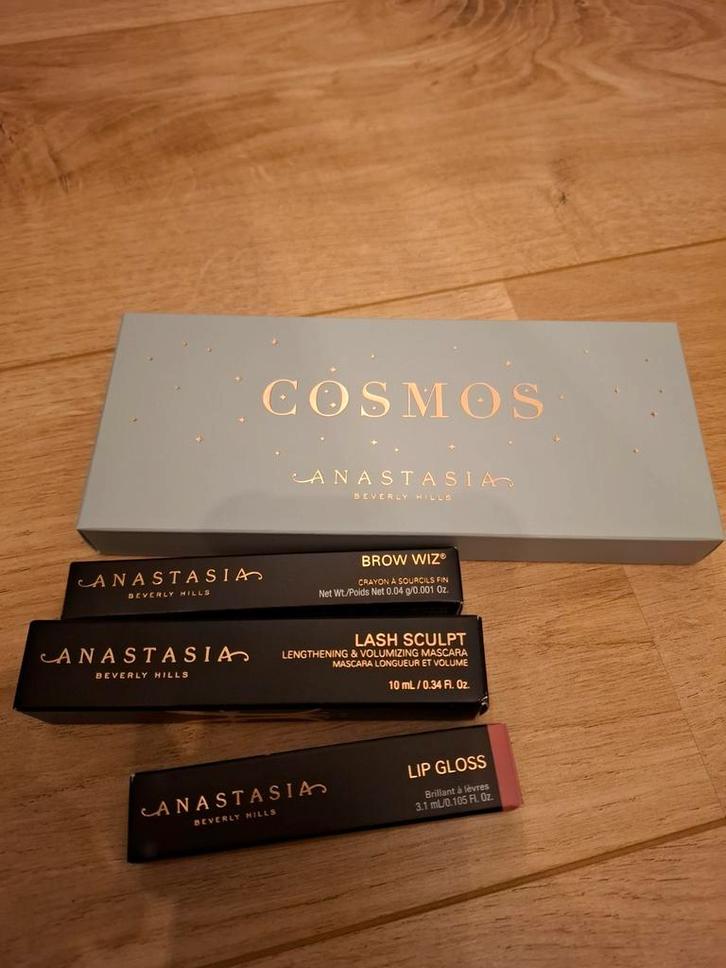 COSMOS
ANASTASIA
BEVERLY HILLS
ANASTASIA
BEVERLY HILLS
BROW WIZ®
CRAYON À SOURCILS FIN
Net Wt./Poids Net 0.04 g/0.001 Oz.
ANASTASIA
BEVERLY HILLS
LASH SCULPT
LENGTHENING & VOLUMIZING MASCARA
MASCARA LONGUEUR ET VOLUME
10 mL / 0.34 Fl. Oz.
ANASTASIA
BEVERLY HILLS
LIP GLOSS
Brillant à lèvres
3.1 mL/0.105 Fl. Oz.